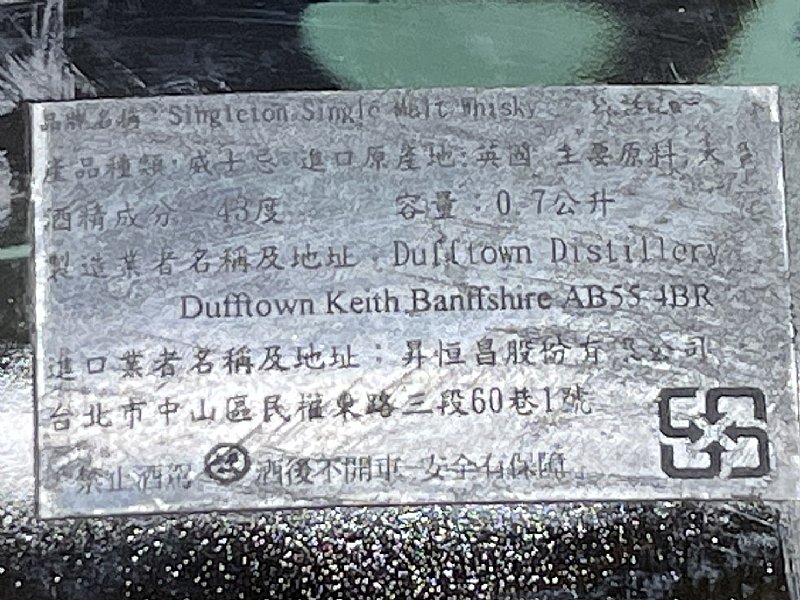 品牌名稱：Singleton Single Malt Whisky
產品種類：威士忌 進口原產地：英國 主要原料：大
酒精成分 43度 容量：0.7公升
製造業者名稱及地址：Dufftown Distillery
Dufftown Keith Banffshire AB55 4BR
進口業者名稱及地址：昇恒昌股份有限公司
台北市中山區民權東路三段60巷1號
禁止酒駕 酒後不開車 安全有保障